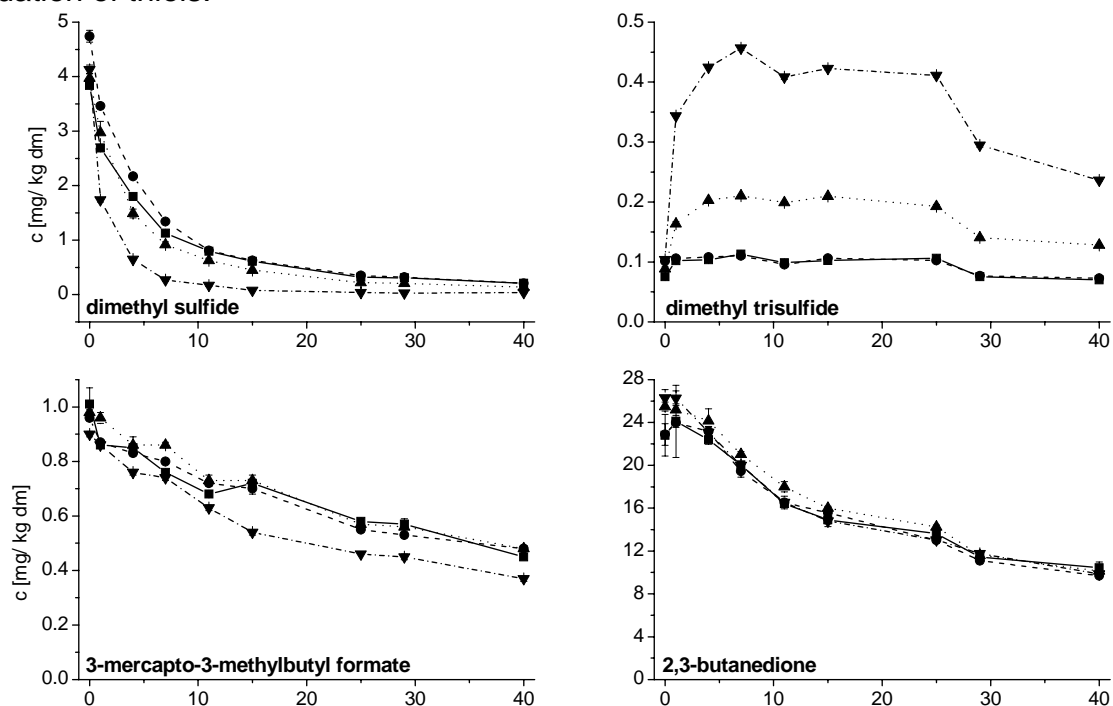 5
4
3
2
1
0
c [mg/ kg dm]
dimethyl sulfide
0 10 20 30 40
0.5
0.4
0.3
0.2
0.1
0.0
dimethyl trisulfide
0 10 20 30 40
1.0
0.8
0.6
0.4
0.2
0.0
c [mg/ kg dm]
3-mercapto-3-methylbutyl formate
0 10 20 30 40
28
24
20
16
12
8
4
0
2,3-butanedione
0 10 20 30 40